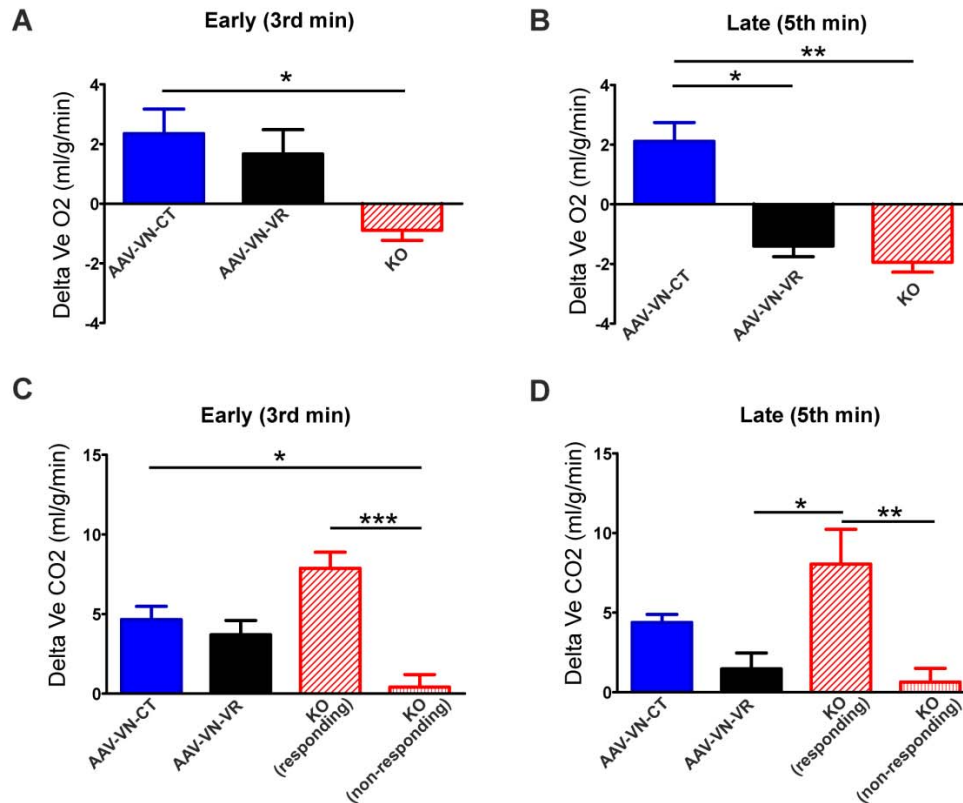 A
Early (3rd min)
Delta Ve O2 (ml/g/min)
4
2
0
-2
-4
*
AAV-VN-CT
AAV-VN-VR
KO
B
Late (5th min)
Delta Ve O2 (ml/g/min)
4
2
0
-2
-4
**
*
AAV-VN-CT
AAV-VN-VR
KO
C
Early (3rd min)
Delta Ve CO2 (ml/g/min)
15
10
5
0
*
***
AAV-VN-CT
AAV-VN-VR
KO
(responding)
KO
(non-responding)
D
Late (5th min)
Delta Ve CO2 (ml/g/min)
15
10
5
0
*
**
AAV-VN-CT
AAV-VN-VR
KO
(responding)
KO
(non-responding)